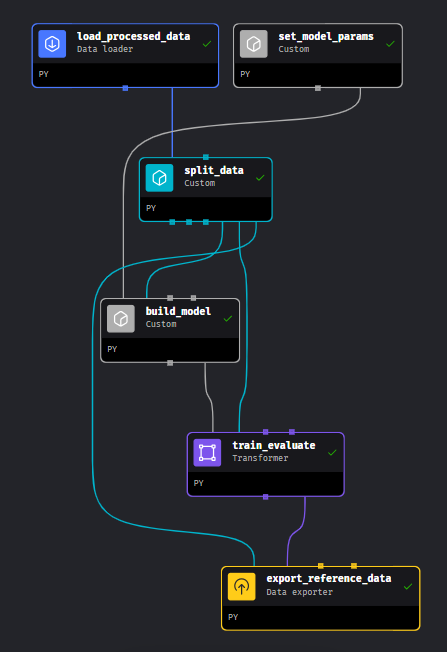 load_processed_data
Data loader
PY
set_model_params
Custom
PY
split_data
Custom
PY
build_model
Custom
PY
train_evaluate
Transformer
PY
export_reference_data
Data exporter
PY